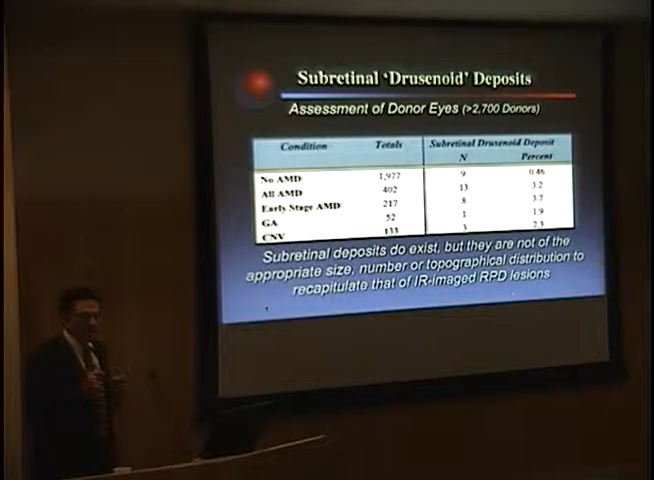 Subretinal 'Drusenoid' Deposits
Assessment of Donor Eyes (>2,700 Donors)
Condition Totals Subretinal Drusenoid Deposit
N Percent
No AMD 1,977 9 0.46
All AMD 402 13 3.2
Early Stage AMD 217 8 3.7
GA 52 1 1.9
CNV 133 3 2.3
Subretinal deposits do exist, but they are not of the
appropriate size, number or topographical distribution to
recapitulate that of IR-imaged RPD lesions